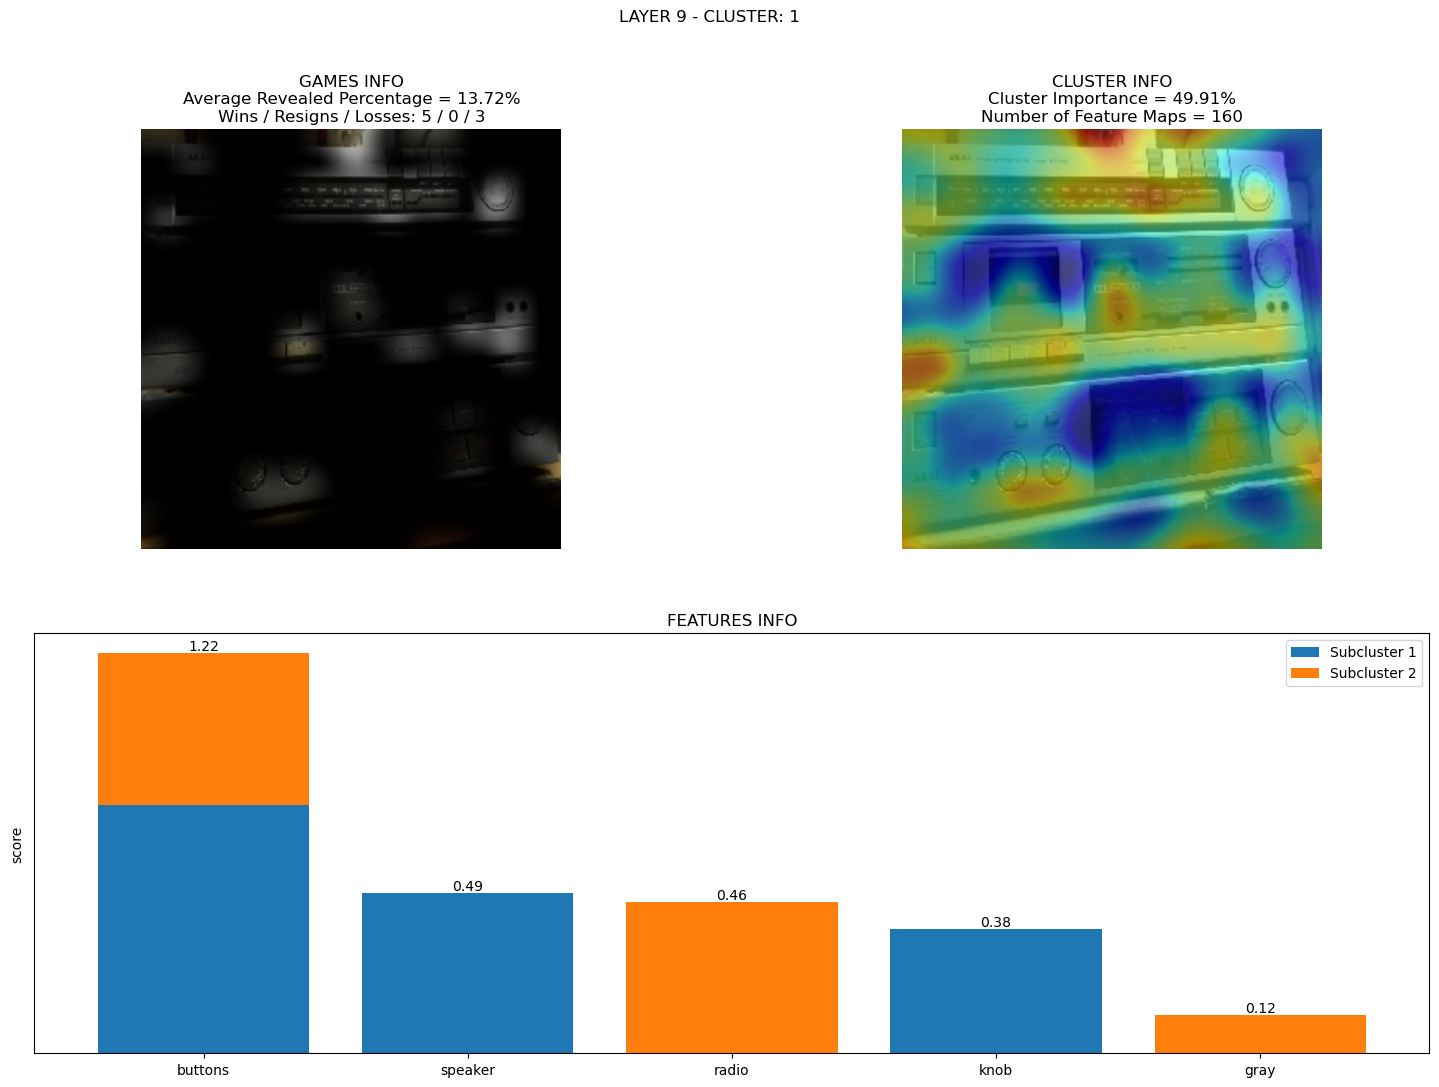 LAYER 9 - CLUSTER: 1
GAMES INFO
Average Revealed Percentage = 13.72%
Wins / Resigns / Losses: 5 / 0 / 3
CLUSTER INFO
Cluster Importance = 49.91%
Number of Feature Maps = 160
AKAI
AKAI
FEATURES INFO
score
1.22
0.49
0.46
0.38
0.12
Subcluster 1
Subcluster 2
buttons
speaker
radio
knob
gray